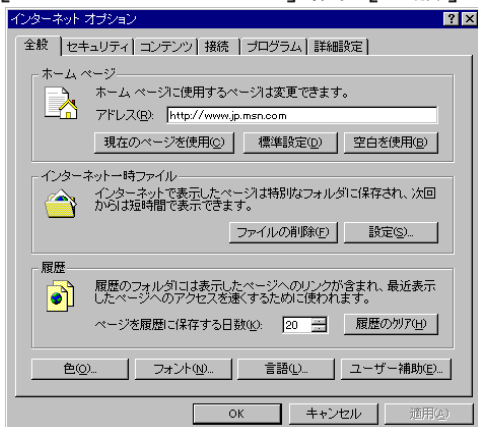 インターネット オプション
全般 セキュリティ コンテンツ 接続 プログラム 詳細設定
ホーム ページ
ホーム ページに使用するページは変更できます。
アドレス(R): http://www.jp.msn.com
現在のページを使用(C) 標準設定(D) 空白を使用(B)
インターネット一時ファイル
インターネットで表示したページは特別なフォルダに保存され、次回
からは短時間で表示できます。
ファイルの削除(F) 設定(S)...
履歴
履歴のフォルダには表示したページへのリンクが含まれ、最近表示
したページへのアクセスを速くするために使われます。
ページを履歴に保存する日数(K): 20 履歴のクリア(H)
色(O)... フォント(N)... 言語(L)... ユーザー補助(E)...
OK キャンセル 適用(A)